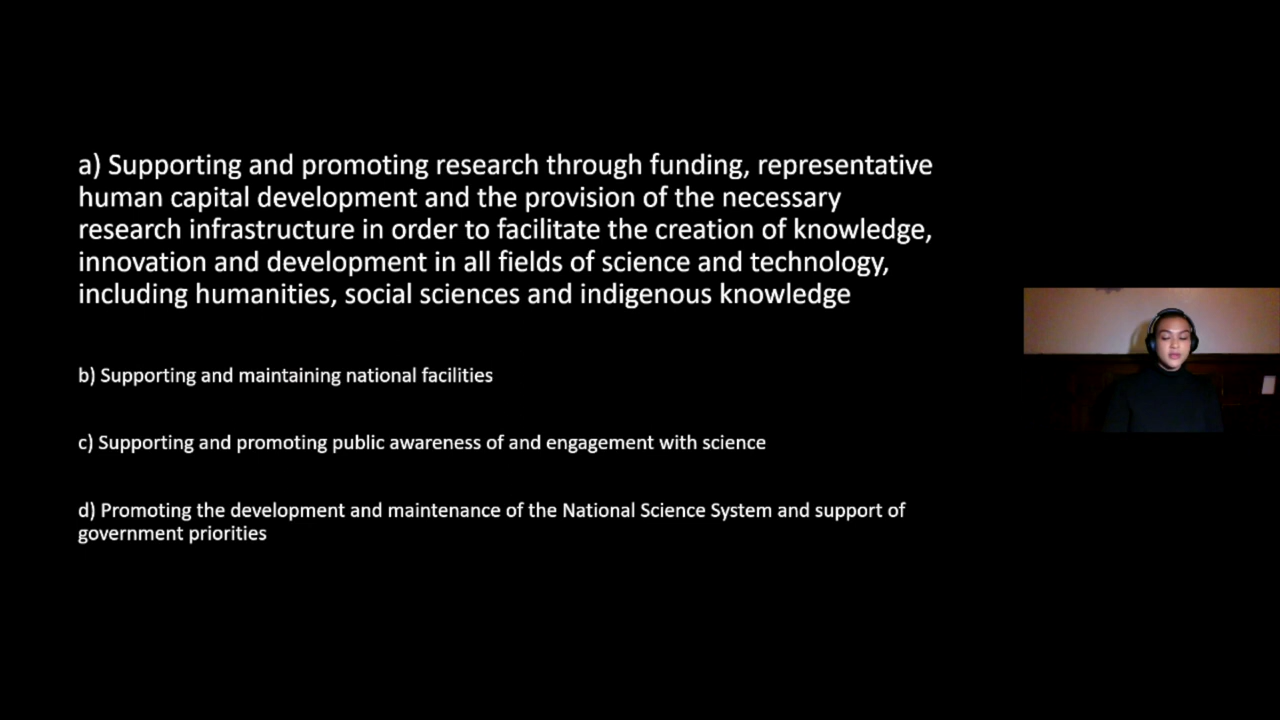 a) Supporting and promoting research through funding, representative
human capital development and the provision of the necessary
research infrastructure in order to facilitate the creation of knowledge,
innovation and development in all fields of science and technology,
including humanities, social sciences and indigenous knowledge
b) Supporting and maintaining national facilities
c) Supporting and promoting public awareness of and engagement with science
d) Promoting the development and maintenance of the National Science System and support of
government priorities